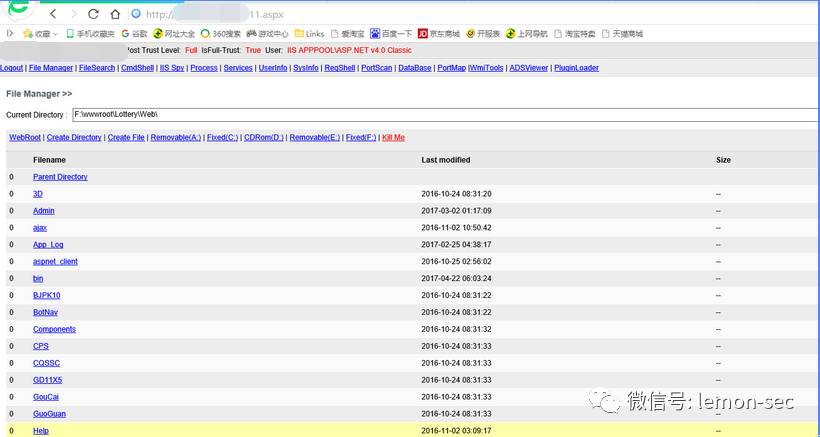 http:// 11.aspx
收藏 手机收藏夹 谷歌 网址大全 360搜索 游戏中心 Links 爱淘宝 百度一下 京东商城 开服表 上网导航 淘宝特卖 天猫商城
Host Trust Level: Full IsFull-Trust: True User: IIS APPPOOL\ASP.NET v4.0 Classic
Logout | File Manager | FileSearch | CmdShell | IIS Spy | Process | Services | UserInfo | SysInfo | RegShell | PortScan | DataBase | PortMap |WmiTools | ADSViewer | PluginLoader
File Manager >>
Current Directory : F:\wwwroot\Lottery\Web\
WebRoot | Create Directory | Create File | Removable(A:) | Fixed(C:) | CDRom(D:) | Removable(E:) | Fixed(F:) | Kill Me
Filename Last modified Size
0 Parent Directory
0 3D 2016-10-24 08:31:20 --
0 Admin 2017-03-02 01:17:09 --
0 ajax 2016-11-02 10:50:42 --
0 App_Log 2017-02-25 04:38:17 --
0 aspnet_client 2016-10-25 02:56:02 --
0 bin 2017-04-22 06:03:24 --
0 BJPK10 2016-10-24 08:31:22 --
0 BotNav 2016-10-24 08:31:22 --
0 Components 2016-10-24 08:31:32 --
0 CPS 2016-10-24 08:31:33 --
0 CQSSC 2016-10-24 08:31:33 --
0 GD11X5 2016-10-24 08:31:33 --
0 GouCai 2016-10-24 08:31:33 --
0 GuoGuan 2016-10-24 08:31:33 --
0 Help 2016-11-02 03:09:17 --
微信号: lemon-sec